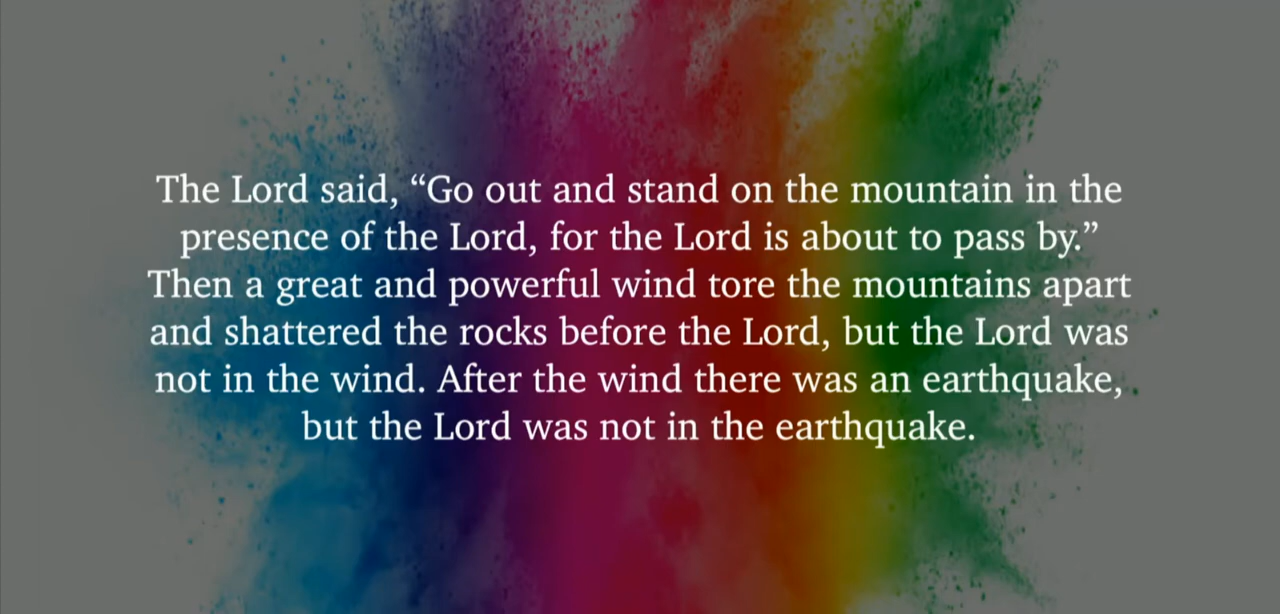 The Lord said, “Go out and stand on the mountain in the
presence of the Lord, for the Lord is about to pass by.”
Then a great and powerful wind tore the mountains apart
and shattered the rocks before the Lord, but the Lord was
not in the wind. After the wind there was an earthquake,
but the Lord was not in the earthquake.